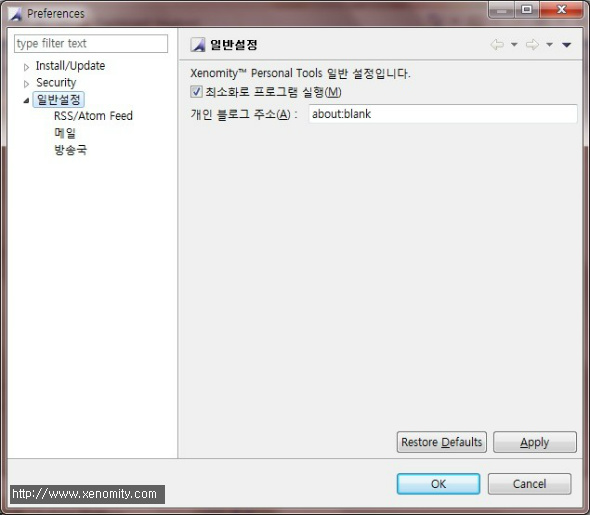 Preferences
type filter text
Install/Update
Security
일반설정
RSS/Atom Feed
메일
방송국
일반설정
Xenomity™ Personal Tools 일반 설정입니다.
최소화로 프로그램 실행(M)
개인 블로그 주소(A) : about:blank
Restore Defaults Apply
OK Cancel
http://www.xenomity.com